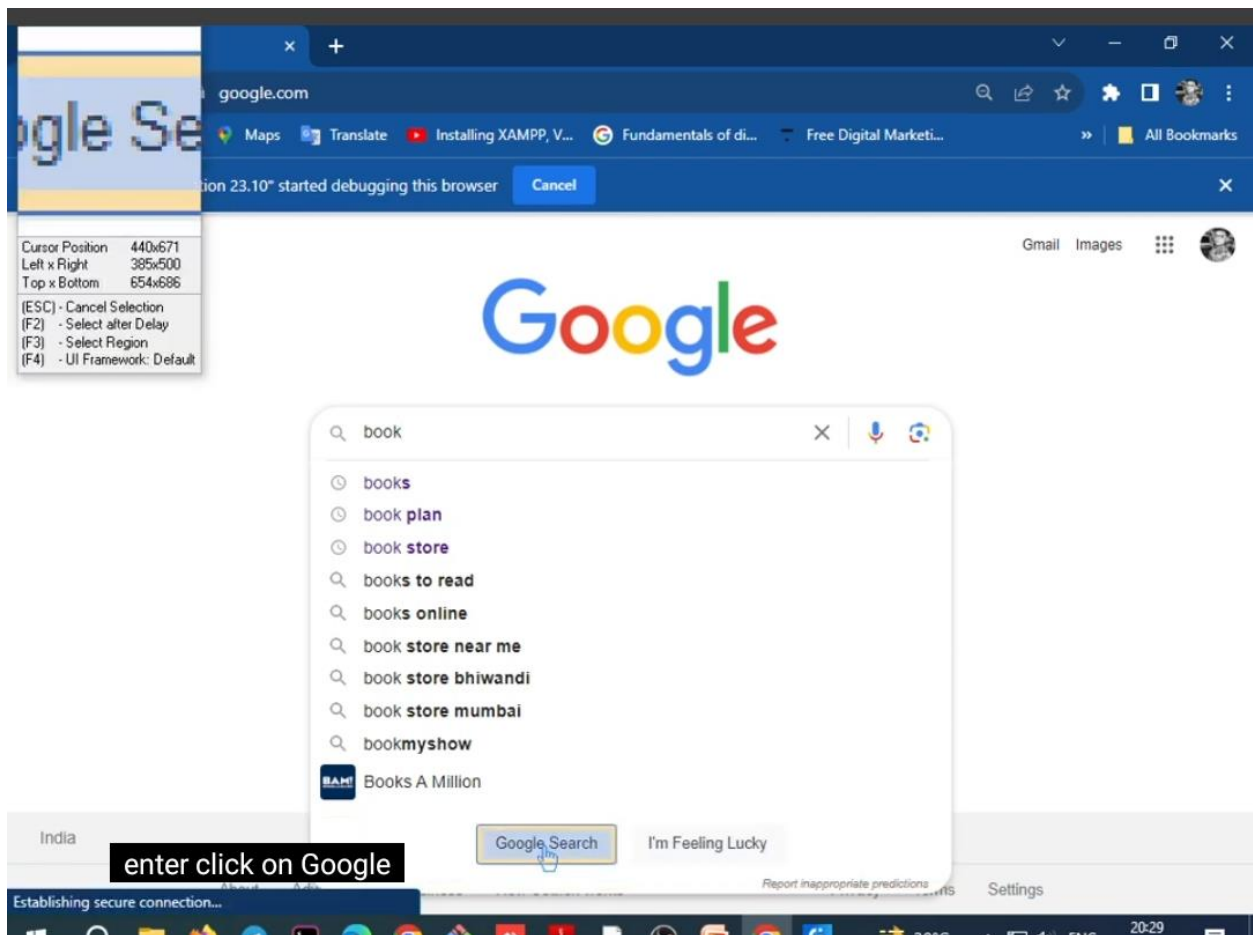 google.com
ogle Se
Maps Translate Installing XAMPP, V... Fundamentals of di... Free Digital Marketi... » All Bookmarks
tion 23.10" started debugging this browser Cancel
Cursor Position 440x671
Left x Right 385x500
Top x Bottom 654x686
(ESC) - Cancel Selection
(F2) - Select after Delay
(F3) - Select Region
(F4) - UI Framework: Default
Gmail Images
Google
book
books
book plan
book store
books to read
books online
book store near me
book store bhiwandi
book store mumbai
bookmyshow
BAM! Books A Million
Google Search I'm Feeling Lucky
India
enter click on Google
Report inappropriate predictions
Settings
Establishing secure connection...
ENG 20:29